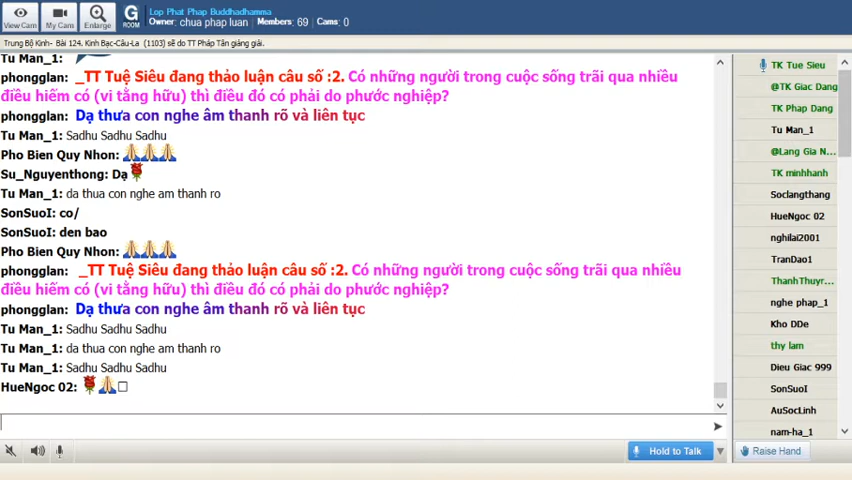 View Cam
My Cam
Enlarge
G
ROOM
Lop Phat Phap Buddhadhamma
Owner: chua phap luan Members: 69 Cams: 0
Trung Bộ Kinh- Bài 124. Kinh Bạc-Câu-La (1103) sẽ do TT Pháp Tân giảng giải.
Tu Man_1:
phongglan: _TT Tuệ Siêu đang thảo luận câu số :2. Có những người trong cuộc sống trãi qua nhiều
điều hiếm có (vi tằng hữu) thì điều đó có phải do phước nghiệp?
phongglan: Dạ thưa con nghe âm thanh rõ và liên tục
Tu Man_1: Sadhu Sadhu Sadhu
Pho Bien Quy Nhon:
Su_Nguyenthong: Dạ
Tu Man_1: da thua con nghe am thanh ro
SonSuoI: co/
SonSuoI: den bao
Pho Bien Quy Nhon:
phongglan: _TT Tuệ Siêu đang thảo luận câu số :2. Có những người trong cuộc sống trãi qua nhiều
điều hiếm có (vi tằng hữu) thì điều đó có phải do phước nghiệp?
phongglan: Dạ thưa con nghe âm thanh rõ và liên tục
Tu Man_1: Sadhu Sadhu Sadhu
Tu Man_1: da thua con nghe am thanh ro
Tu Man_1: Sadhu Sadhu Sadhu
HueNgoc 02:
Hold to Talk
TK Tue Sieu
@TK Giac Dang
TK Phap Dang
Tu Man_1
@Lang Gia N...
TK minhhanh
Soclangthang
HueNgoc 02
nghilai2001
TranDao1
ThanhThuyr...
nghe phap_1
Kho DDe
thy lam
Dieu Giac 999
SonSuoI
AuSocLinh
nam-ha_1
Raise Hand